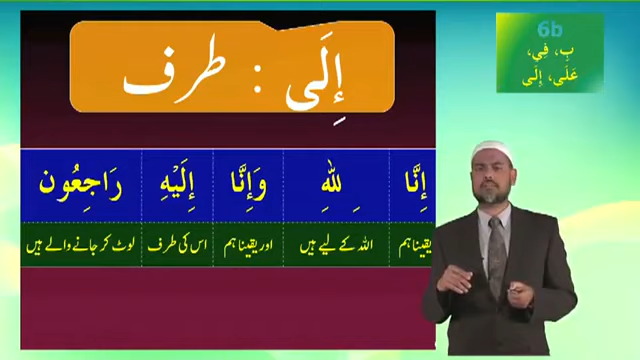 إِلَى : طرف
6b
بِ، فِي،
عَلَى، إِلَى
إِنَّا لِلّٰهِ وَإِنَّا إِلَيْهِ رَاجِعُون
یقیناً ہم اللہ کے لیے ہیں اور یقیناً ہم اس کی طرف لوٹ کر جانے والے ہیں